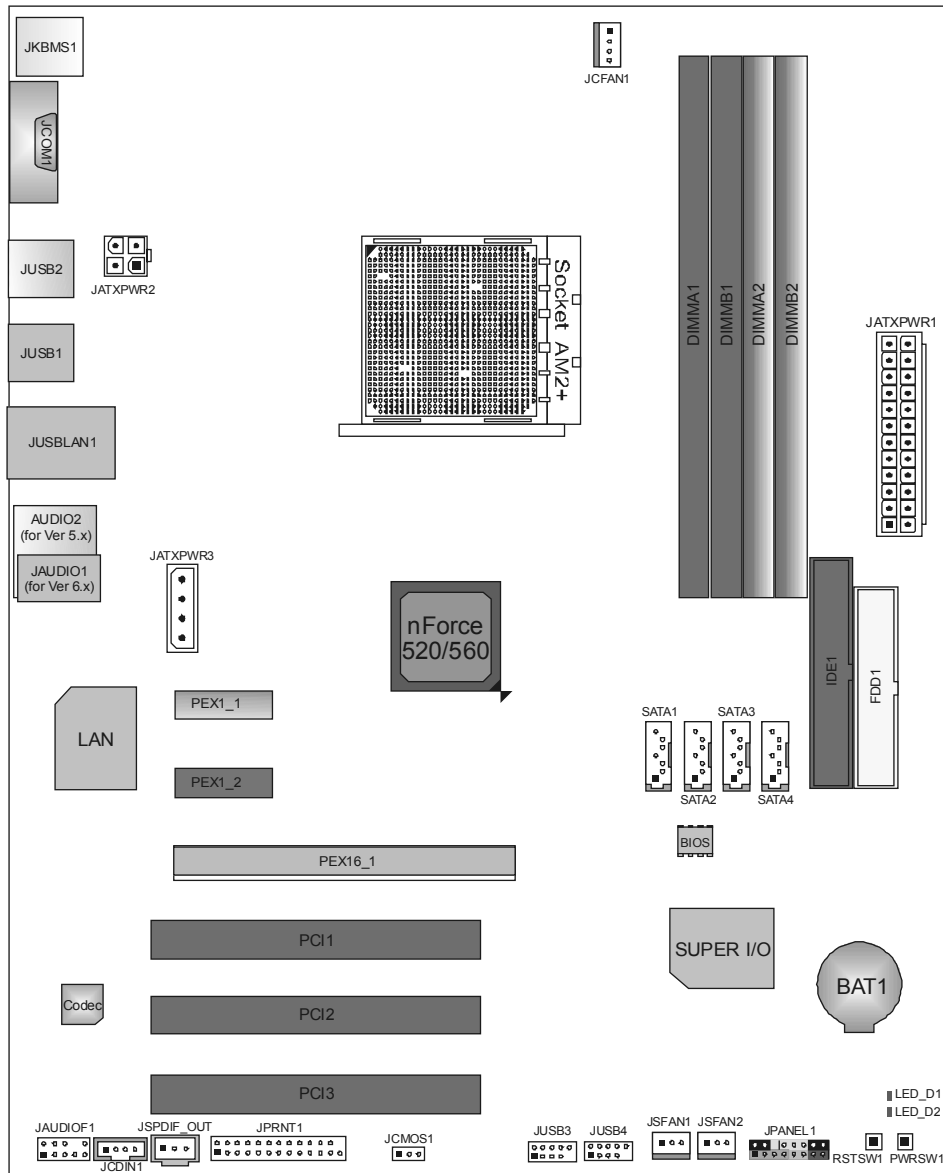 JKBMS1
JCFAN1
JCOM1
JUSB2
JATXPWR2
Socket AM2+
DIMMA1
DIMMB1
DIMMA2
DIMMB2
JATXPWR1
JUSB1
JUSBLAN1
AUDIO2
(for Ver 5.x)
JAUDIO1
(for Ver 6.x)
JATXPWR3
nForce
520/560
IDE1
FDD1
PEX1_1
LAN
SATA1
SATA3
PEX1_2
SATA2
SATA4
BIOS
PEX16_1
PCI1
SUPER I/O
BAT1
Codec
PCI2
PCI3
LED_D1
LED_D2
JAUDIOF1
JCDIN1
JSPDIF_OUT
JPRNT1
JCMOS1
JUSB3
JUSB4
JSFAN1
JSFAN2
JPANEL1
RSTSW1
PWRSW1